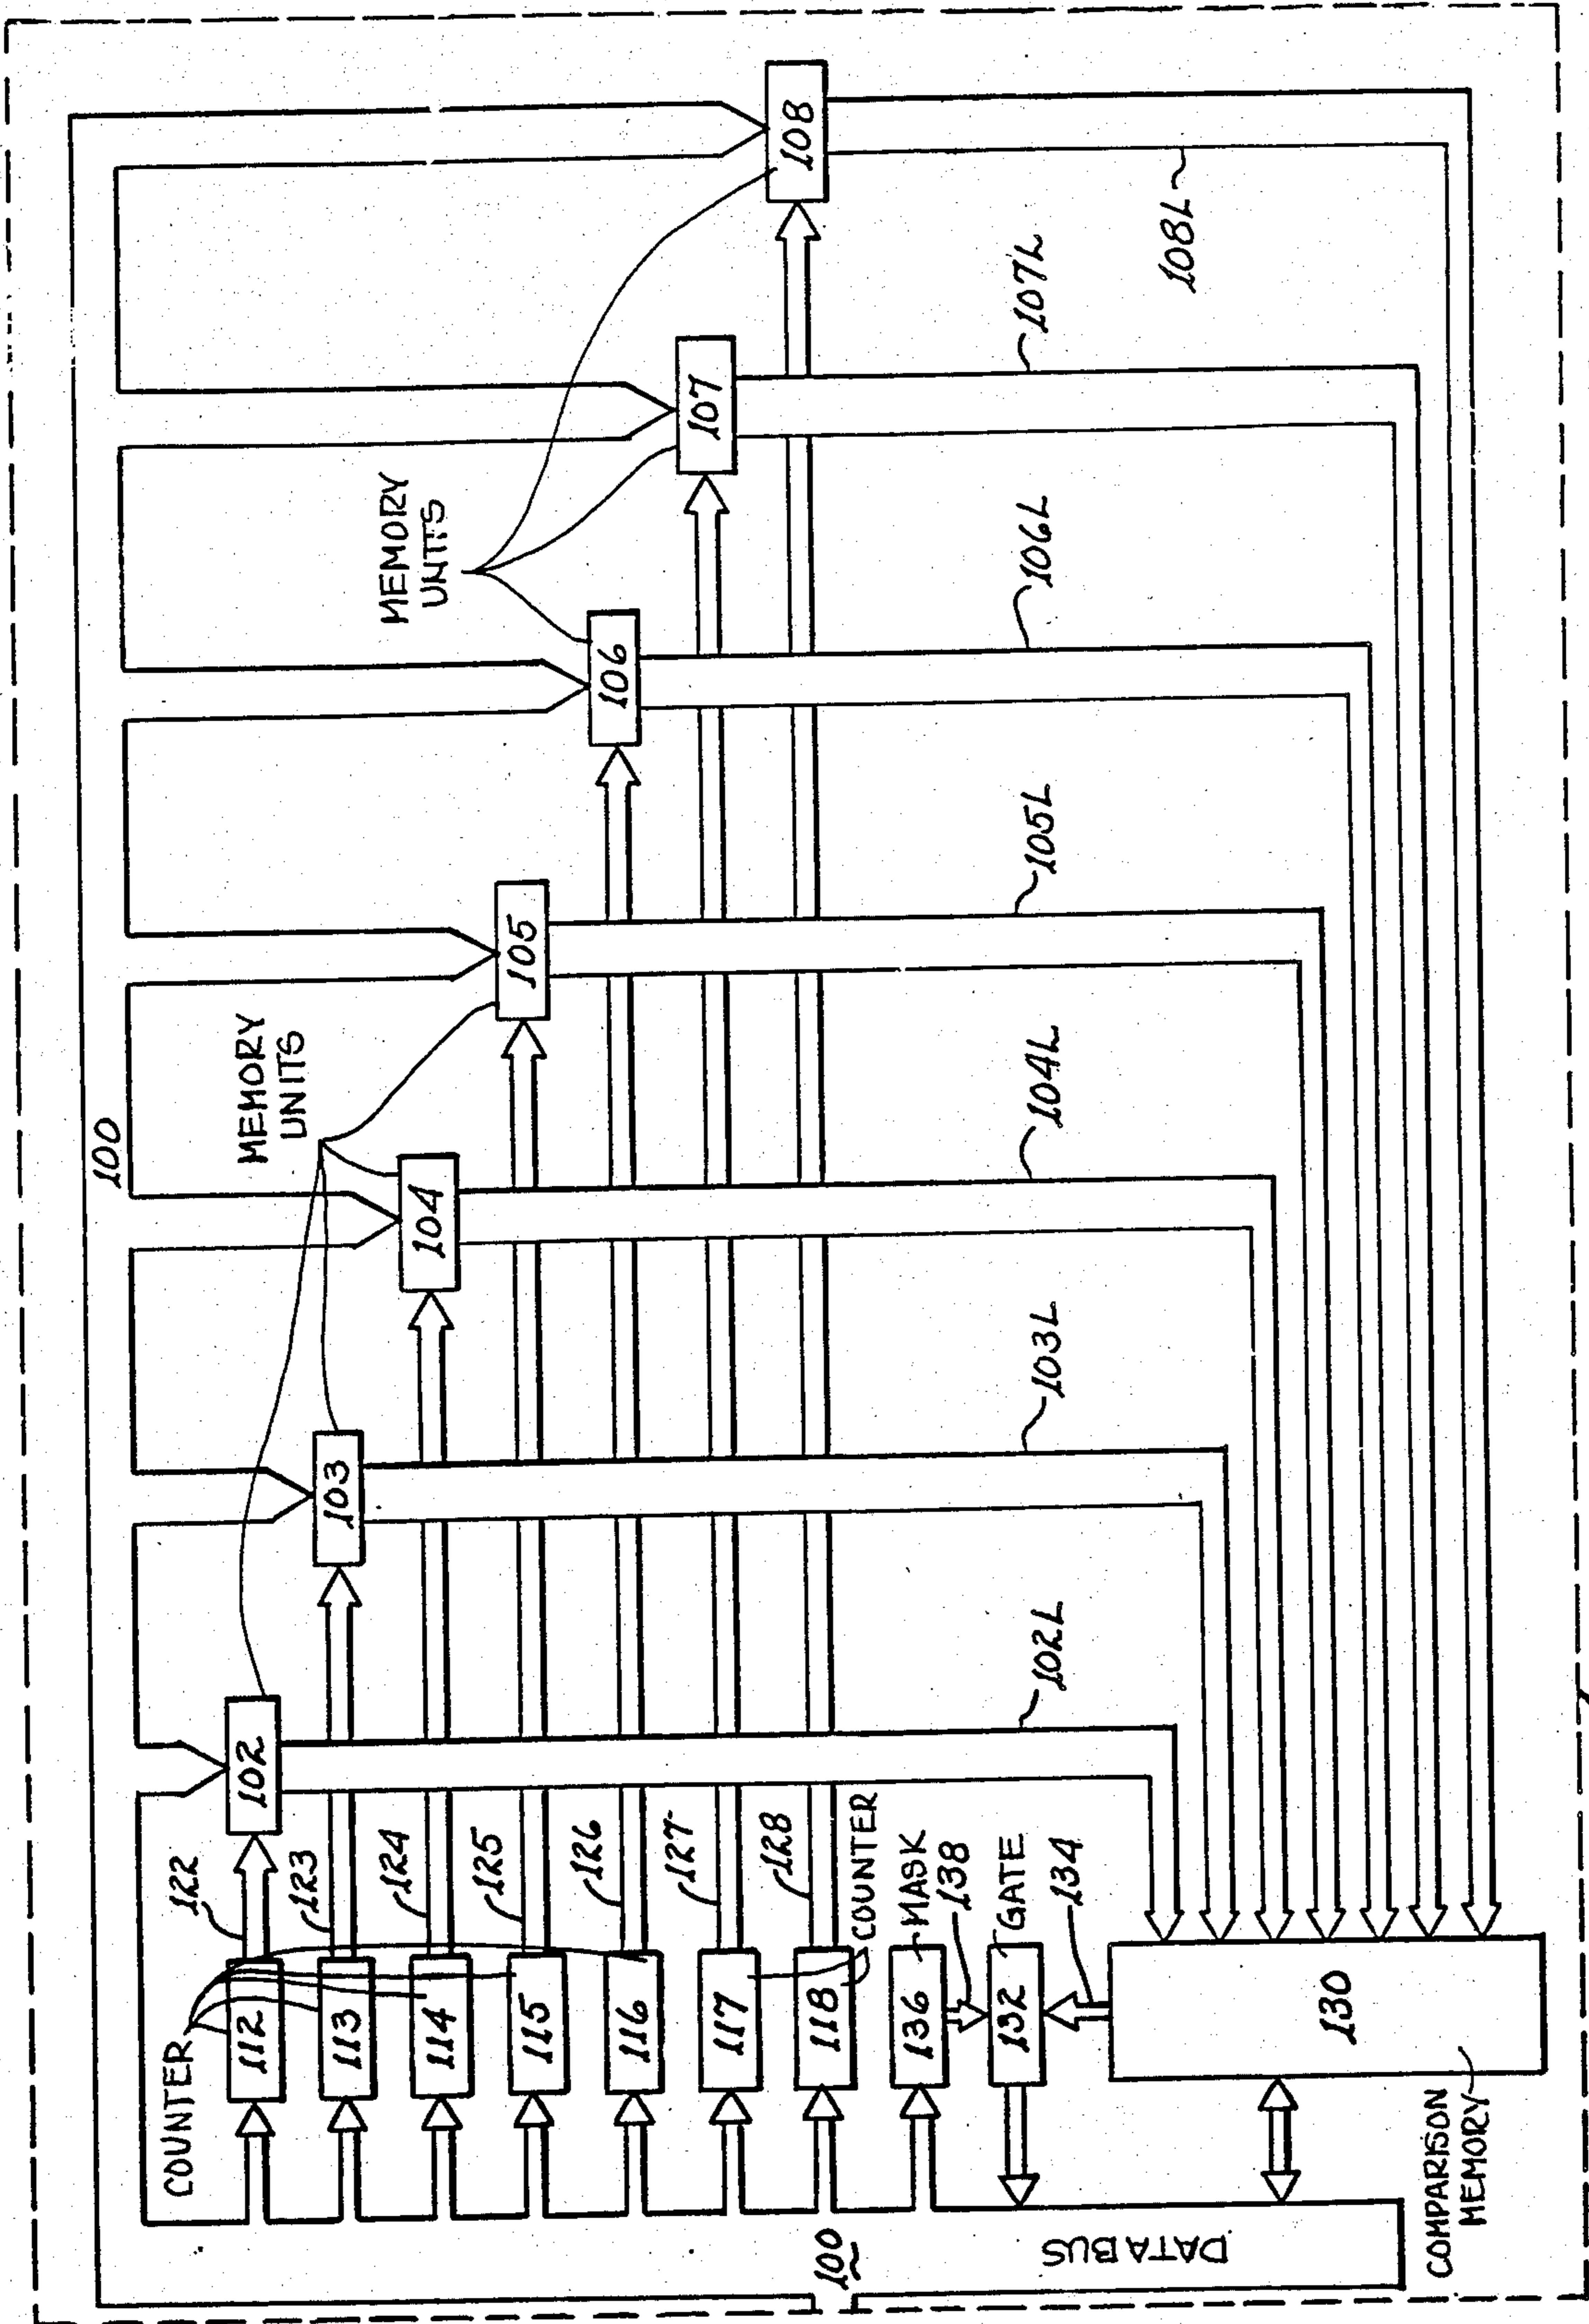 100
MEMORY
UNITS
MEMORY
UNITS
102
103
104
105
106
107
108
COUNTER
112
113
114
115
116
117
118
122
123
124
125
126
127
128
COUNTER
136
MASK
138
132
GATE
134
130
COMPARISON
MEMORY
102L
103L
104L
105L
106L
107L
108L
100
DATA BUS